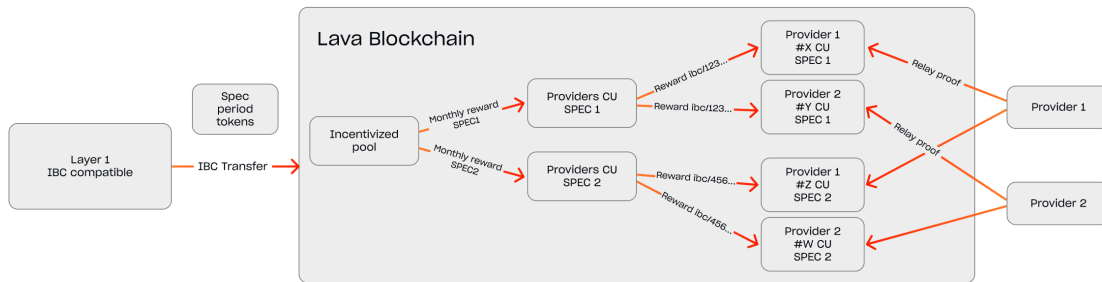 Lava Blockchain
Layer 1
IBC compatible
Spec
period
tokens
IBC Transfer
Incentivized
pool
Monthly reward
SPEC1
Monthly reward
SPEC2
Providers CU
SPEC 1
Providers CU
SPEC 2
Reward ibc/123...
Reward ibc/123...
Reward ibc/456...
Reward ibc/456...
Provider 1
#X CU
SPEC 1
Provider 2
#Y CU
SPEC 1
Provider 1
#Z CU
SPEC 2
Provider 2
#W CU
SPEC 2
Relay proof
Relay proof
Provider 1
Provider 2